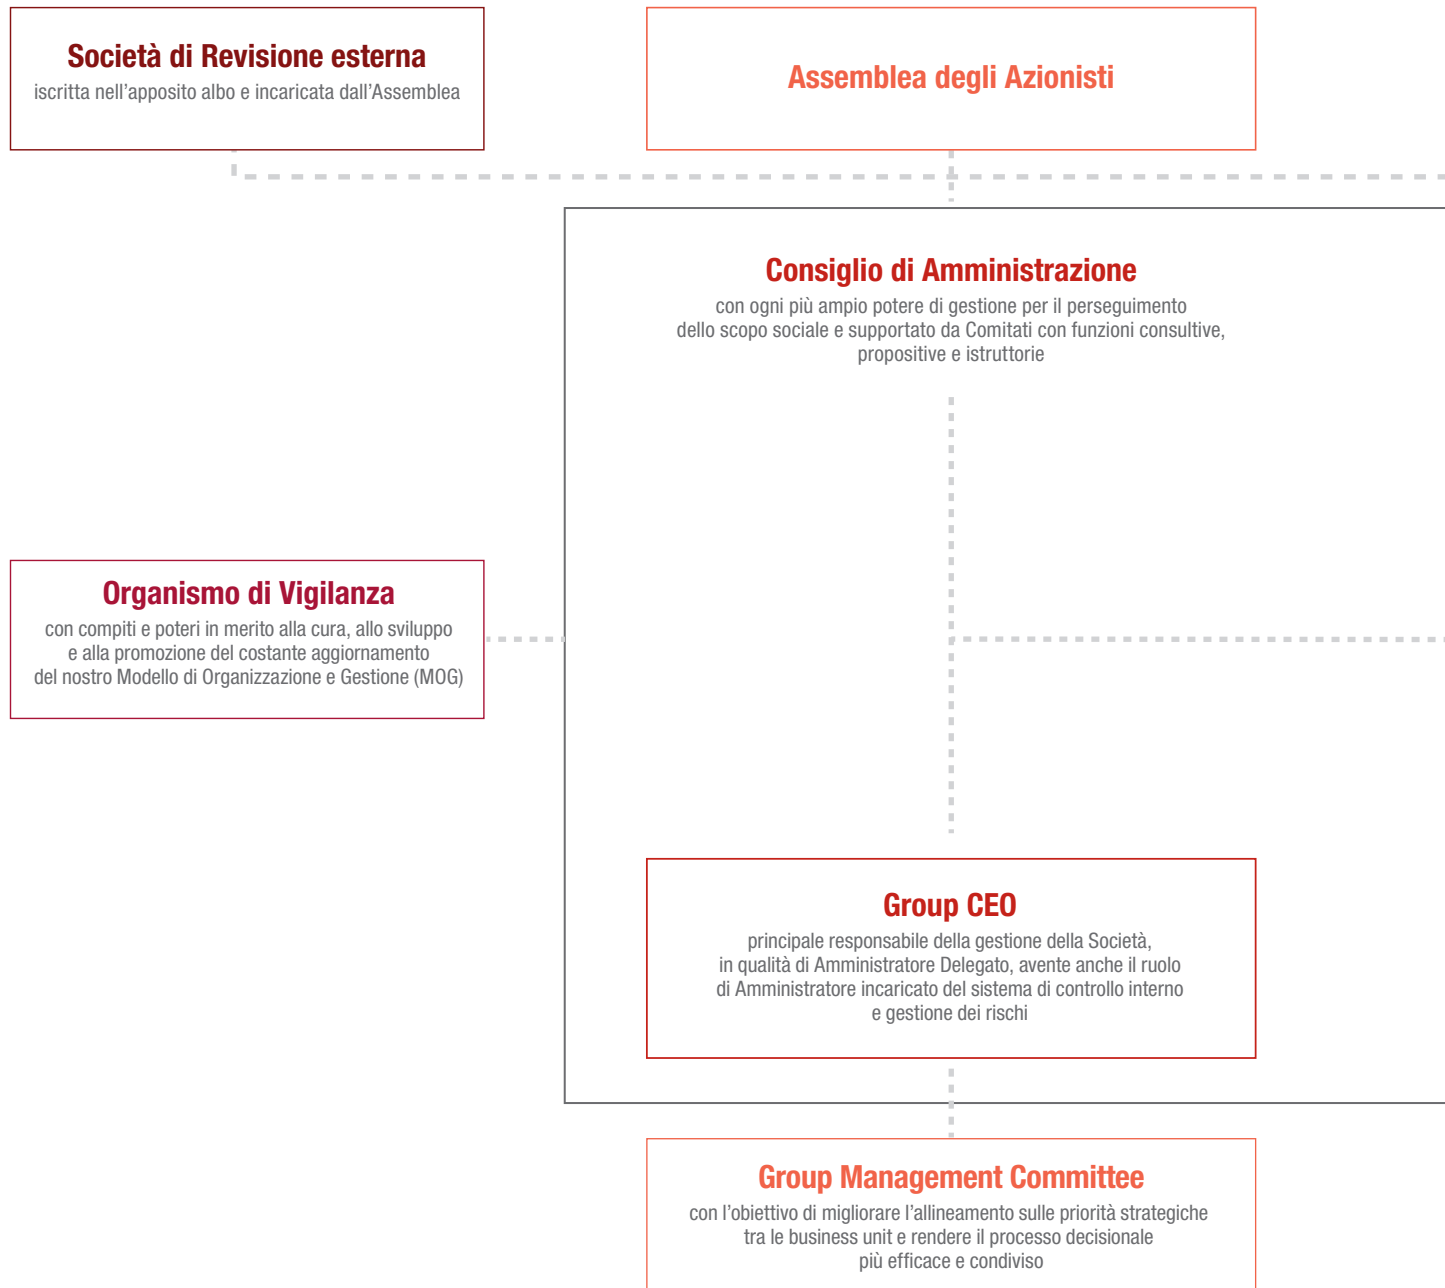 Società di Revisione esterna
iscritta nell’apposito albo e incaricata dall’Assemblea
Assemblea degli Azionisti
Consiglio di Amministrazione
con ogni più ampio potere di gestione per il perseguimento
dello scopo sociale e supportato da Comitati con funzioni consultive,
propositive e istruttorie
Organismo di Vigilanza
con compiti e poteri in merito alla cura, allo sviluppo
e alla promozione del costante aggiornamento
del nostro Modello di Organizzazione e Gestione (MOG)
Group CEO
principale responsabile della gestione della Società,
in qualità di Amministratore Delegato, avente anche il ruolo
di Amministratore incaricato del sistema di controllo interno
e gestione dei rischi
Group Management Committee
con l’obiettivo di migliorare l’allineamento sulle priorità strategiche
tra le business unit e rendere il processo decisionale
più efficace e condiviso